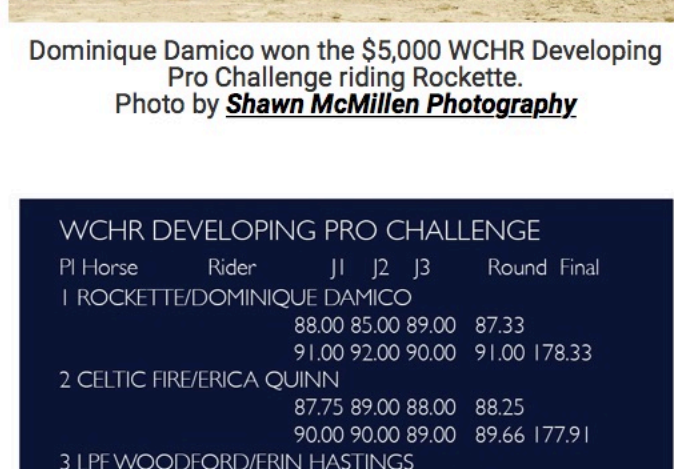 Dominique Damico won the $5,000 WCHR Developing
Pro Challenge riding Rockette.
Photo by Shawn McMillen Photography
WCHR DEVELOPING PRO CHALLENGE
Pl Horse Rider J1 J2 J3 Round Final
1 ROCKETTE/DOMINIQUE DAMICO
88.00 85.00 89.00 87.33
91.00 92.00 90.00 91.00 178.33
2 CELTIC FIRE/ERICA QUINN
87.75 89.00 88.00 88.25
90.00 90.00 89.00 89.66 177.91
3 LPF WOODFORD/ERIN HASTINGS